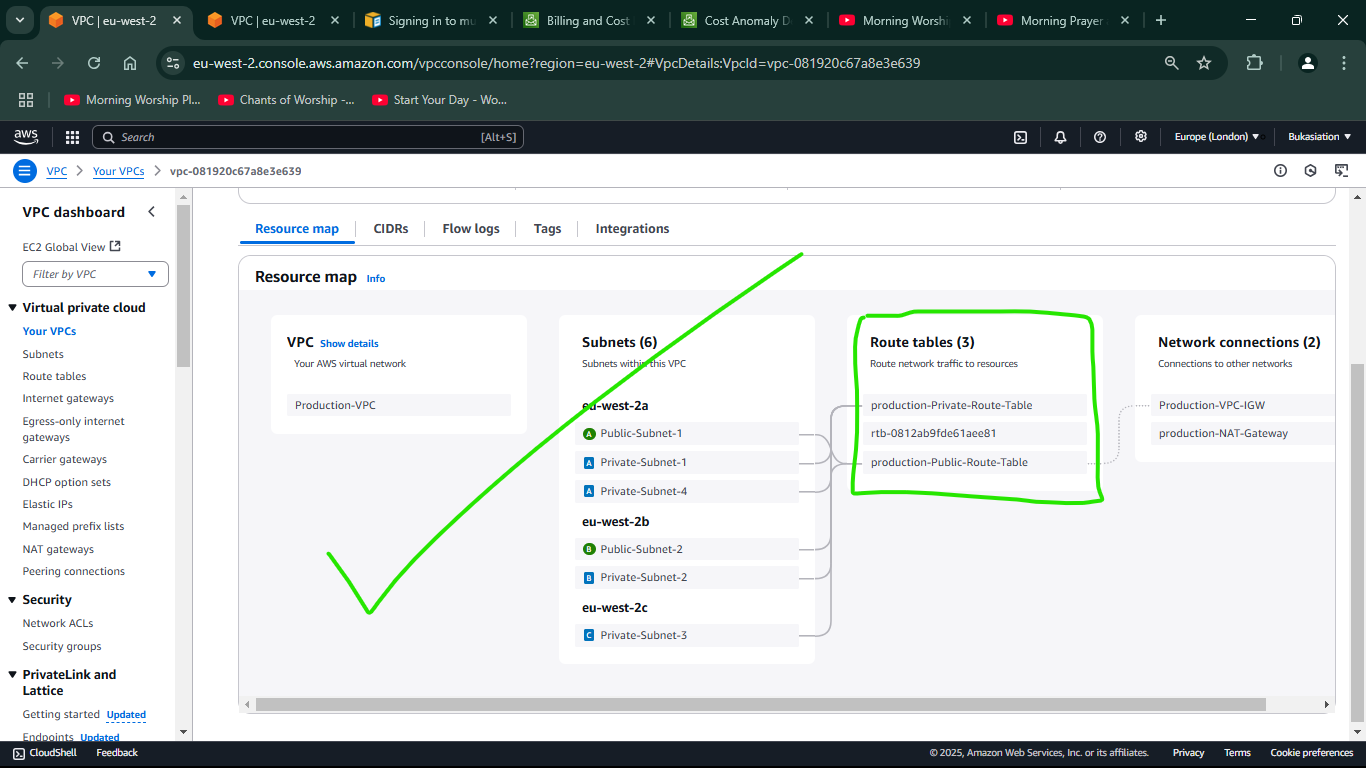 VPC | eu-west-2
VPC | eu-west-2
Signing in to mu
Billing and Cost
Cost Anomaly D
Morning Worshi
Morning Prayer
eu-west-2.console.aws.amazon.com/vpcconsole/home?region=eu-west-2#VpcDetails:VpcId=vpc-081920c67a8e3e639
Morning Worship Pl...
Chants of Worship -...
Start Your Day - Wo...
aws
Search
[Alt+S]
Europe (London)
Bukasiation
VPC
Your VPCs
vpc-081920c67a8e3e639
VPC dashboard
EC2 Global View
Filter by VPC
Virtual private cloud
Your VPCs
Subnets
Route tables
Internet gateways
Egress-only internet
gateways
Carrier gateways
DHCP option sets
Elastic IPs
Managed prefix lists
NAT gateways
Peering connections
Security
Network ACLs
Security groups
PrivateLink and
Lattice
Getting started Updated
Endpoints Updated
Resource map
CIDRs
Flow logs
Tags
Integrations
Resource map Info
VPC Show details
Your AWS virtual network
Production-VPC
Subnets (6)
Subnets within this VPC
eu-west-2a
A Public-Subnet-1
A Private-Subnet-1
A Private-Subnet-4
eu-west-2b
B Public-Subnet-2
B Private-Subnet-2
eu-west-2c
C Private-Subnet-3
Route tables (3)
Route network traffic to resources
production-Private-Route-Table
rtb-0812ab9fde61aee81
production-Public-Route-Table
Network connections (2)
Connections to other networks
Production-VPC-IGW
production-NAT-Gateway
CloudShell
Feedback
© 2025, Amazon Web Services, Inc. or its affiliates.
Privacy
Terms
Cookie preferences